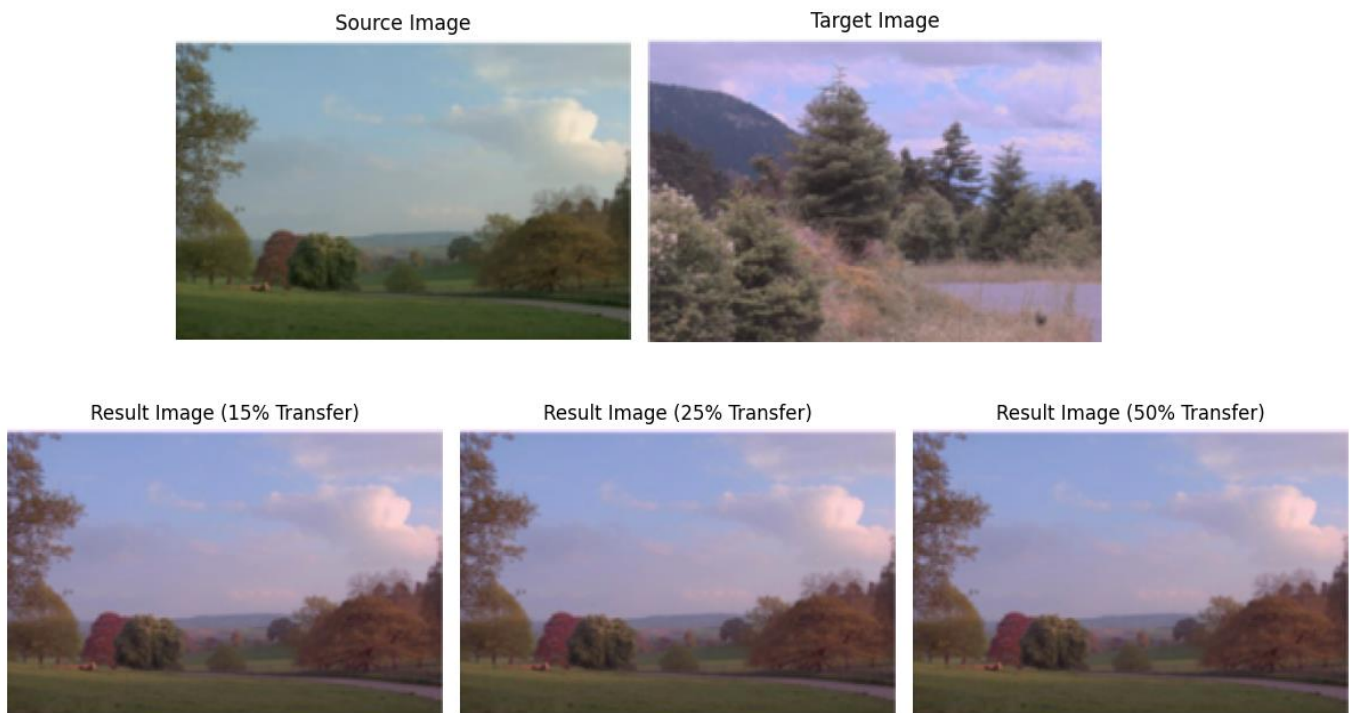 Source Image
Target Image
Result Image (15% Transfer)
Result Image (25% Transfer)
Result Image (50% Transfer)